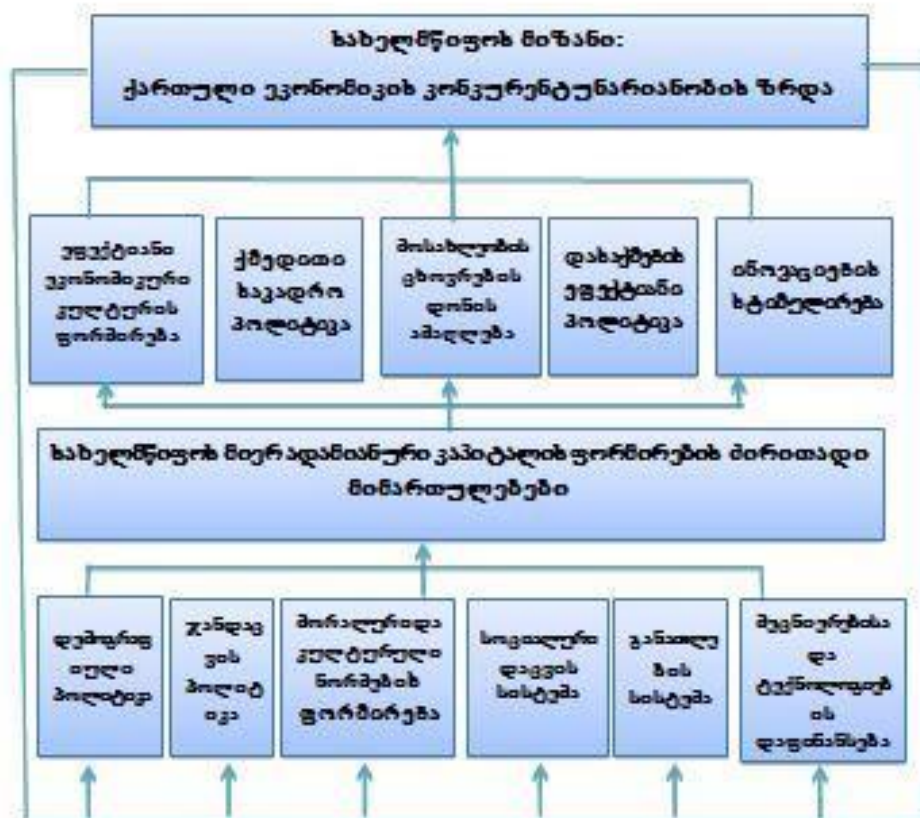 სახელმწიფოს მიზანი:
ქართული ეკონომიკის კონკურენტუნარიანობის ზრდა
ეფექტიანი
ეკონომიკური
კულტურის
ფორმირება
ქმედითი
საკადრო
პოლიტიკა
მოსახლეობის
ცხოვრების
დონის
ამაღლება
დასაქმების
ეფექტიანი
პოლიტიკა
ინოვაციების
სტიმულირება
სახელმწიფოს მიერ ადამიანური კაპიტალის ფორმირების ძირითადი
მიმართულებები
დემოგრაფ
იული
პოლიტიკა
ჯანდაც
ვის
პოლიტ
იკა
მორალური და
კულტურული
ნორმების
ფორმირება
სოციალური
დაცვის
სისტემა
განათლე
ბის
სისტემა
მეცნიერებისა
და
ტექნოლოგიებ
ის
დაფინანსება